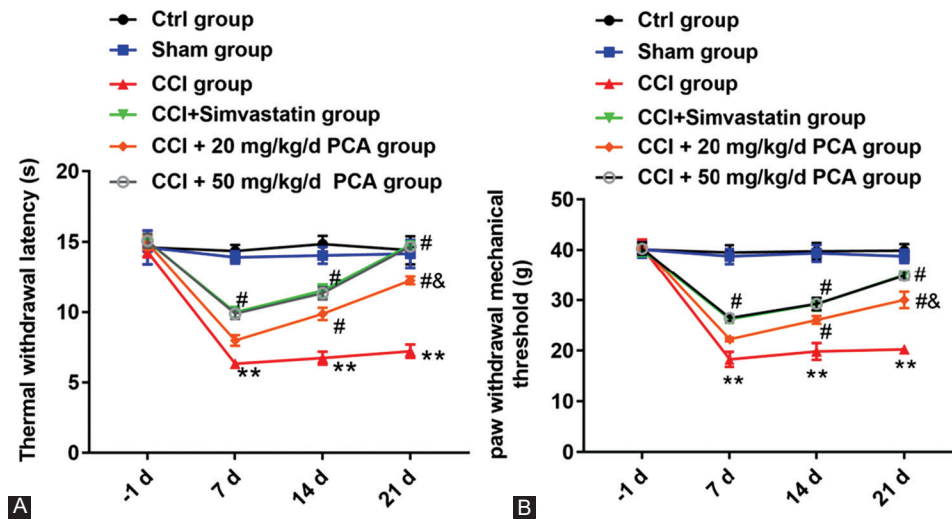 Ctrl group
Sham group
CCI group
CCI+Simvastatin group
CCI + 20 mg/kg/d PCA group
CCI + 50 mg/kg/d PCA group
Thermal withdrawal latency (s)
20
15
10
5
0
#
#
#
#
#&
**
**
**
-1 d
7 d
14 d
21 d
A
Ctrl group
Sham group
CCI group
CCI+Simvastatin group
CCI + 20 mg/kg/d PCA group
CCI + 50 mg/kg/d PCA group
paw withdrawal mechanical
threshold (g)
50
40
30
20
10
0
#
#
#
#
#&
**
**
**
-1 d
7 d
14 d
21 d
B